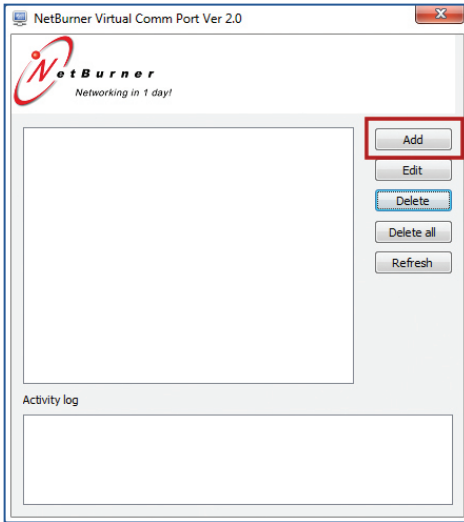 NetBurner Virtual Comm Port Ver 2.0
NetBurner
Networking in 1 day!
Add
Edit
Delete
Delete all
Refresh
Activity log